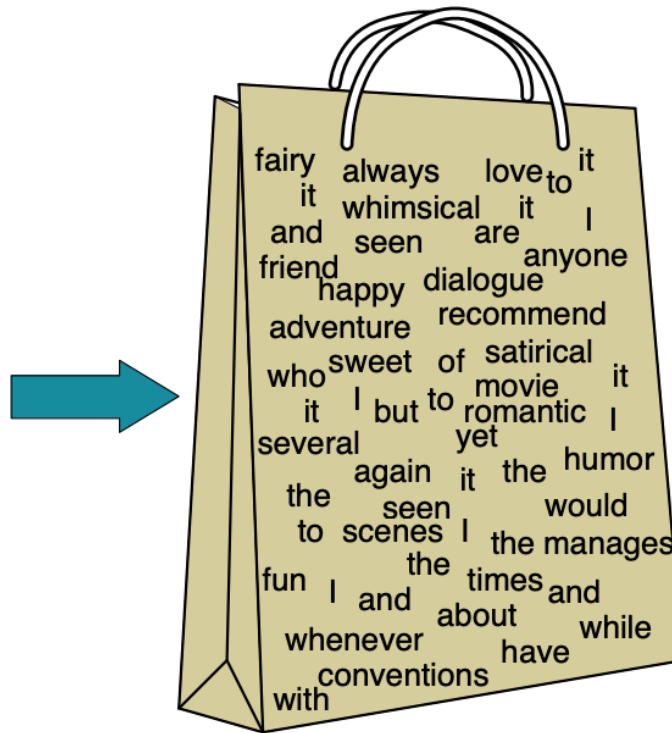 fairy always love to it
it whimsical it I
and seen are anyone
friend happy dialogue
adventure recommend
who sweet of satirical
it I but to romantic movie it I
several yet
again it the humor
the seen would
to scenes I the manages
fun I and the times and
whenever about while
with conventions have